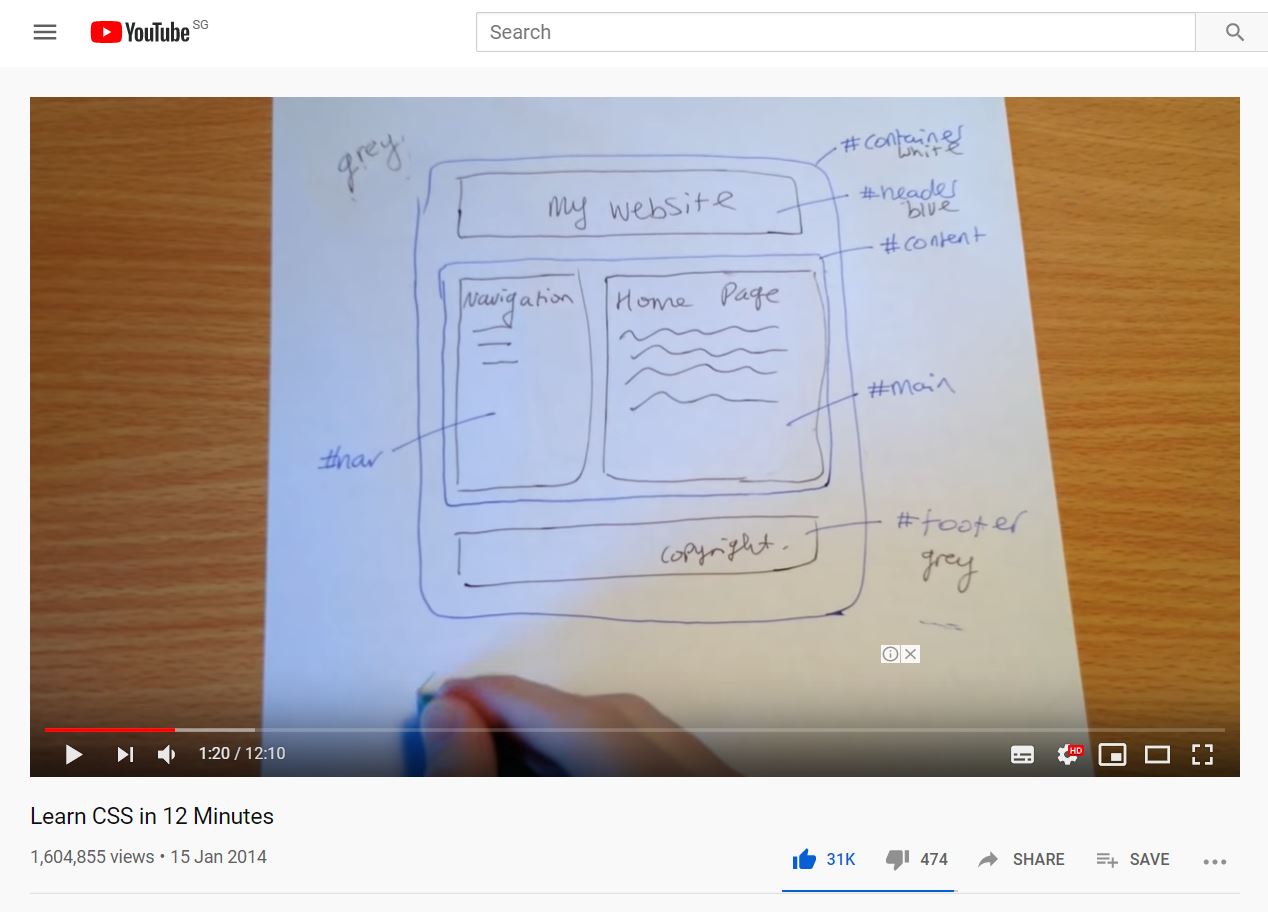 YouTube SG
Search
grey
#container
white
#header
blue
My website
#content
Navigation
Home Page
#main
#nav
#footer
grey
copyright.
1:20 / 12:10
HD
Learn CSS in 12 Minutes
1,604,855 views • 15 Jan 2014
31K 474 SHARE SAVE